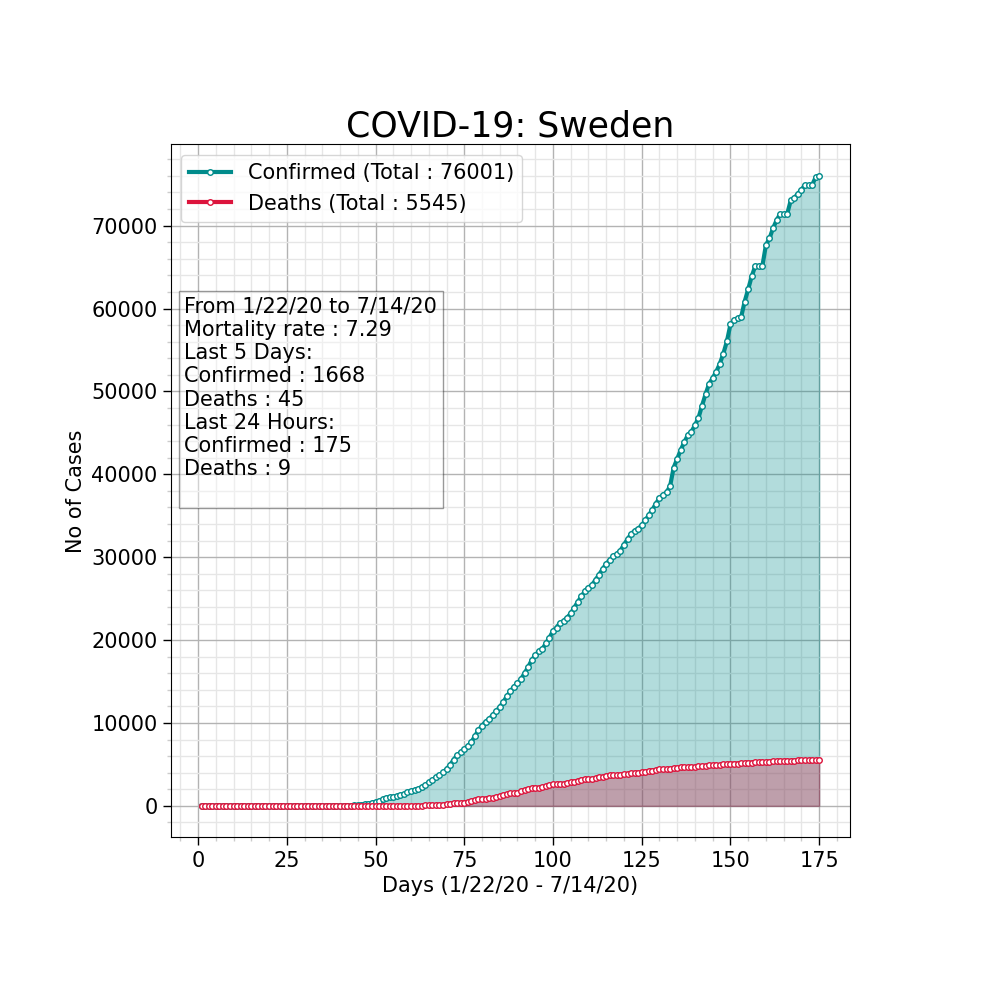 COVID-19: Sweden
Confirmed (Total : 76001)
Deaths (Total : 5545)
From 1/22/20 to 7/14/20
Mortality rate : 7.29
Last 5 Days:
Confirmed : 1668
Deaths : 45
Last 24 Hours:
Confirmed : 175
Deaths : 9
No of Cases
70000
60000
50000
40000
30000
20000
10000
0
0 25 50 75 100 125 150 175
Days (1/22/20 - 7/14/20)